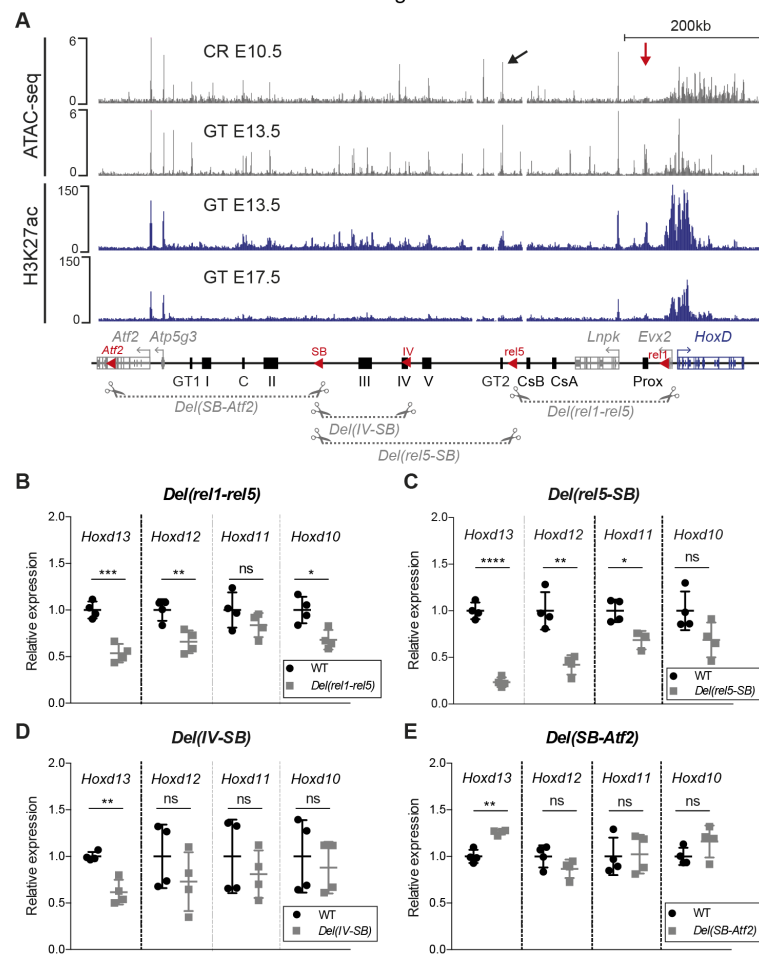 A
200kb
ATAC-seq
H3K27ac
6
0
CR E10.5
6
0
GT E13.5
150
0
GT E13.5
150
0
GT E17.5
Atf2 Atp5g3 Lnpk Evx2 HoxD
Atf2 SB IV rel5 rel1
GT1 I C II III IV V GT2 CsB CsA Prox
Del(SB-Atf2)
Del(IV-SB)
Del(rel1-rel5)
Del(rel5-SB)
B
Del(rel1-rel5)
Relative expression
2.0
1.5
1.0
0.5
0.0
Hoxd13 Hoxd12 Hoxd11 Hoxd10
*** ** ns *
WT
Del(rel1-rel5)
C
Del(rel5-SB)
Relative expression
2.0
1.5
1.0
0.5
0.0
Hoxd13 Hoxd12 Hoxd11 Hoxd10
**** ** * ns
WT
Del(rel5-SB)
D
Del(IV-SB)
Relative expression
2.0
1.5
1.0
0.5
0.0
Hoxd13 Hoxd12 Hoxd11 Hoxd10
** ns ns ns
WT
Del(IV-SB)
E
Del(SB-Atf2)
Relative expression
2.0
1.5
1.0
0.5
0.0
Hoxd13 Hoxd12 Hoxd11 Hoxd10
** ns ns ns
WT
Del(SB-Atf2)